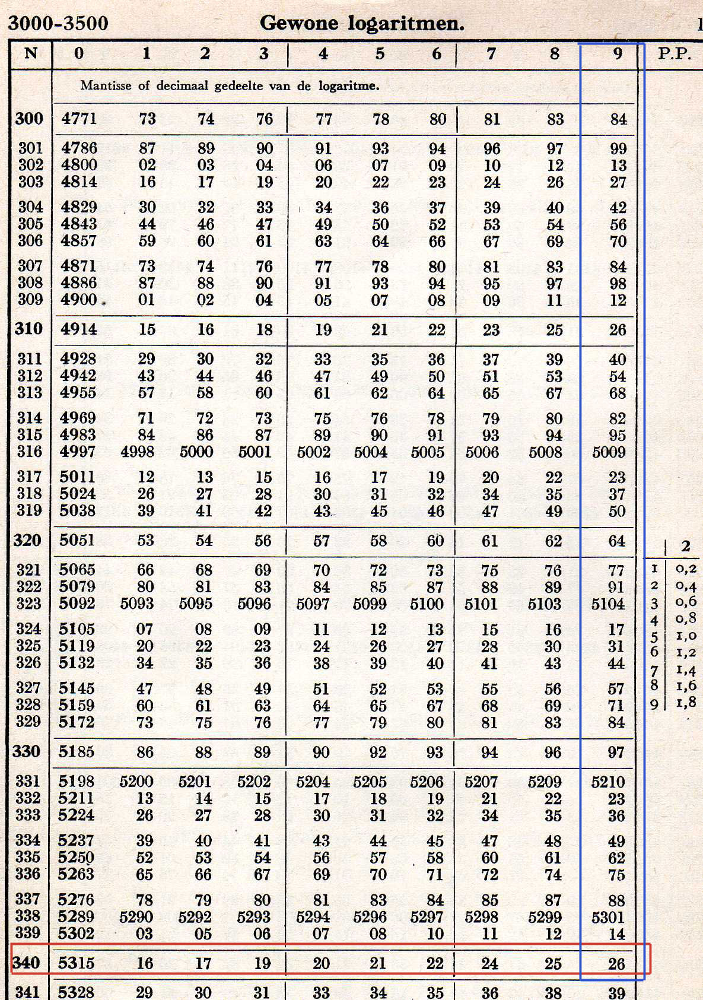 3000-3500 Gewone logaritmen. 1
N 0 1 2 3 4 5 6 7 8 9 P.P.
Mantisse of decimaal gedeelte van de logaritme.
300 4771 73 74 76 77 78 80 81 83 84
301 4786 87 89 90 91 93 94 96 97 99
302 4800 02 03 04 06 07 09 10 12 13
303 4814 16 17 19 20 22 23 24 26 27
304 4829 30 32 33 34 36 37 39 40 42
305 4843 44 46 47 49 50 52 53 54 56
306 4857 59 60 61 63 64 66 67 69 70
307 4871 73 74 76 77 78 80 81 83 84
308 4886 87 88 90 91 93 94 95 97 98
309 4900 01 02 04 05 07 08 09 11 12
310 4914 15 16 18 19 21 22 23 25 26
311 4928 29 30 32 33 35 36 37 39 40
312 4942 43 44 46 47 49 50 51 53 54
313 4955 57 58 60 61 62 64 65 67 68
314 4969 71 72 73 75 76 78 79 80 82
315 4983 84 86 87 89 90 91 93 94 95
316 4997 4998 5000 5001 5002 5004 5005 5006 5008 5009
317 5011 12 13 15 16 17 19 20 22 23
318 5024 26 27 28 30 31 32 34 35 37
319 5038 39 41 42 43 45 46 47 49 50
320 5051 53 54 56 57 58 60 61 62 64
2
321 5065 66 68 69 70 72 73 75 76 77 1 0,2
322 5079 80 81 83 84 85 87 88 89 91 2 0,4
323 5092 5093 5095 5096 5097 5099 5100 5101 5103 5104 3 0,6
4 0,8
324 5105 07 08 09 11 12 13 15 16 17 5 1,0
325 5119 20 22 23 24 26 27 28 30 31 6 1,2
326 5132 34 35 36 38 39 40 41 43 44 7 1,4
327 5145 47 48 49 51 52 53 55 56 57 8 1,6
328 5159 60 61 63 64 65 67 68 69 71 9 1,8
329 5172 73 75 76 77 79 80 81 83 84
330 5185 86 88 89 90 92 93 94 96 97
331 5198 5200 5201 5202 5204 5205 5206 5207 5209 5210
332 5211 13 14 15 17 18 19 21 22 23
333 5224 26 27 28 30 31 32 34 35 36
334 5237 39 40 41 43 44 45 47 48 49
335 5250 52 53 54 56 57 58 60 61 62
336 5263 65 66 67 69 70 71 72 74 75
337 5276 78 79 80 81 83 84 85 87 88
338 5289 5290 5292 5293 5294 5296 5297 5298 5299 5301
339 5302 03 05 06 07 08 10 11 12 14
340 5315 16 17 19 20 21 22 24 25 26
341 5328 29 30 31 33 34 35 36 38 39